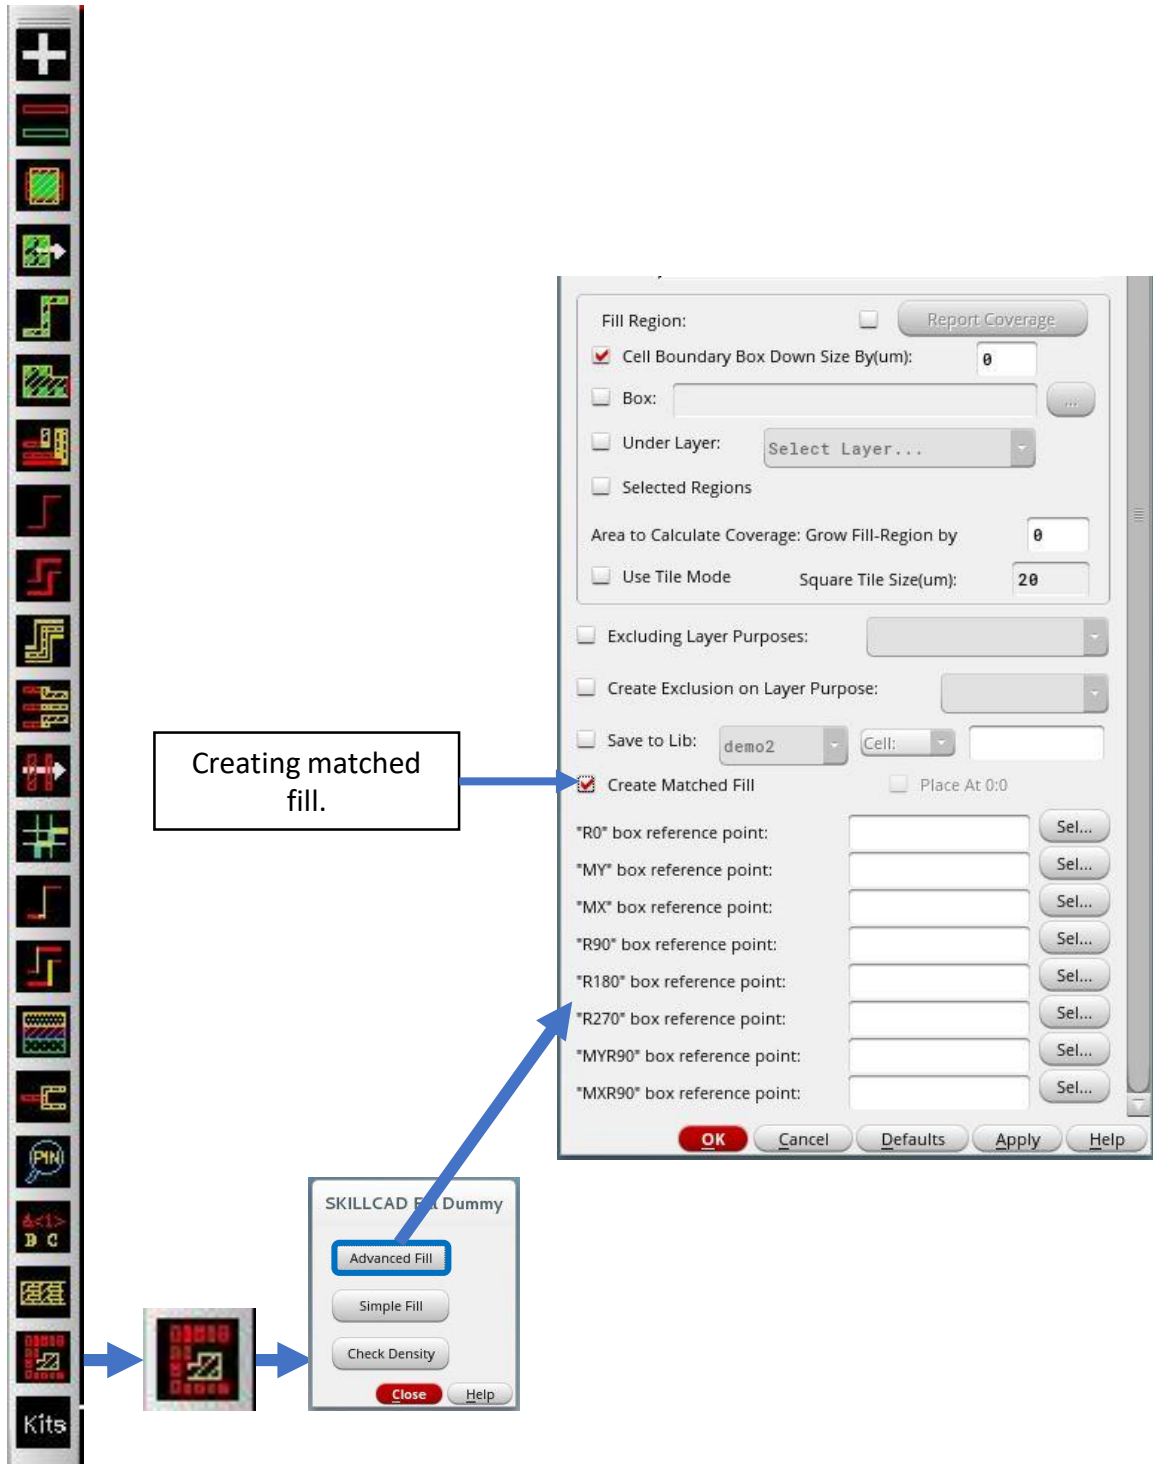 Fill Region:
Report Coverage
Cell Boundary Box Down Size By(um):
0
Box:
...
Under Layer:
Select Layer...
Selected Regions
Area to Calculate Coverage: Grow Fill-Region by
0
Use Tile Mode
Square Tile Size(um):
20
Excluding Layer Purposes:
Create Exclusion on Layer Purpose:
Save to Lib:
demo2
Cell:
Creating matched
fill.
Create Matched Fill
Place At 0:0
"R0" box reference point:
Sel...
"MY" box reference point:
Sel...
"MX" box reference point:
Sel...
"R90" box reference point:
Sel...
"R180" box reference point:
Sel...
"R270" box reference point:
Sel...
"MYR90" box reference point:
Sel...
"MXR90" box reference point:
Sel...
OK
Cancel
Defaults
Apply
Help
PIN
SKILLCAD Dummy
Advanced Fill
Simple Fill
Check Density
Close
Help
B C
Kits